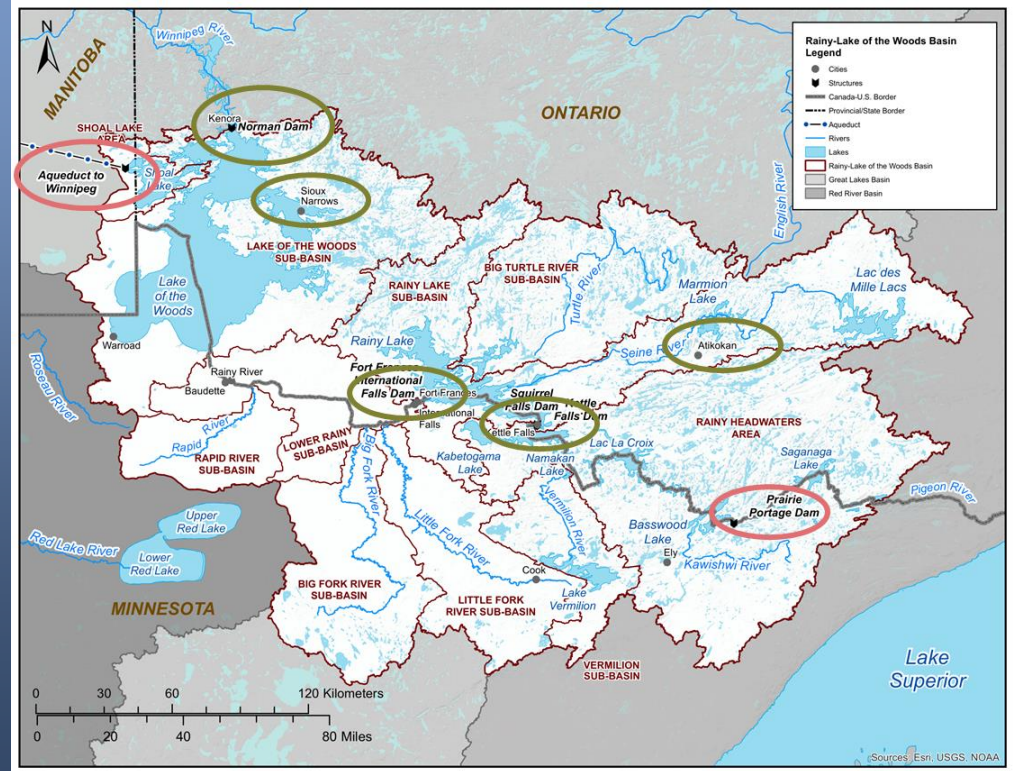 N
MANITOBA
Winnipeg River
ONTARIO
Rainy-Lake of the Woods Basin
Legend
Cities
Structures
Canada-U.S. Border
Provincial/State Border
Aqueduct
Rivers
Lakes
Rainy-Lake of the Woods Basin
Great Lakes Basin
Red River Basin
Kenora
Norman Dam
SHOAL LAKE
AREA
Aqueduct to
Winnipeg
Shoal
Lake
Sioux
Narrows
English River
LAKE OF THE WOODS
SUB-BASIN
BIG TURTLE RIVER
SUB-BASIN
RAINY LAKE
SUB-BASIN
Turtle River
Marmion
Lake
Lac des
Mille Lacs
Lake
of the
Woods
Warroad
Rainy Lake
Seine River
Atikokan
Roseau River
Rainy River
Baudette
Fort Frances
International
Falls Dam
Fort Frances
International
Falls
Squirrel
Falls Dam
Kettle
Falls Dam
Kettle Falls
RAINY HEADWATERS
AREA
Rapid
River
RAPID RIVER
SUB-BASIN
LOWER RAINY
SUB-BASIN
Big Fork River
Kabetogama
Lake
Namakan
Lake
Lac La Croix
Saganaga
Lake
Pigeon River
Vermilion River
Prairie
Portage Dam
Basswood
Lake
Upper
Red Lake
Red Lake River
Lower
Red Lake
Little Fork River
Ely
Kawishwi River
Cook
BIG FORK RIVER
SUB-BASIN
LITTLE FORK
RIVER SUB-BASIN
Lake
Vermilion
MINNESOTA
VERMILION
SUB-BASIN
Lake
Superior
0 30 60 120 Kilometers
0 20 40 80 Miles
Sources: Esri, USGS, NOAA